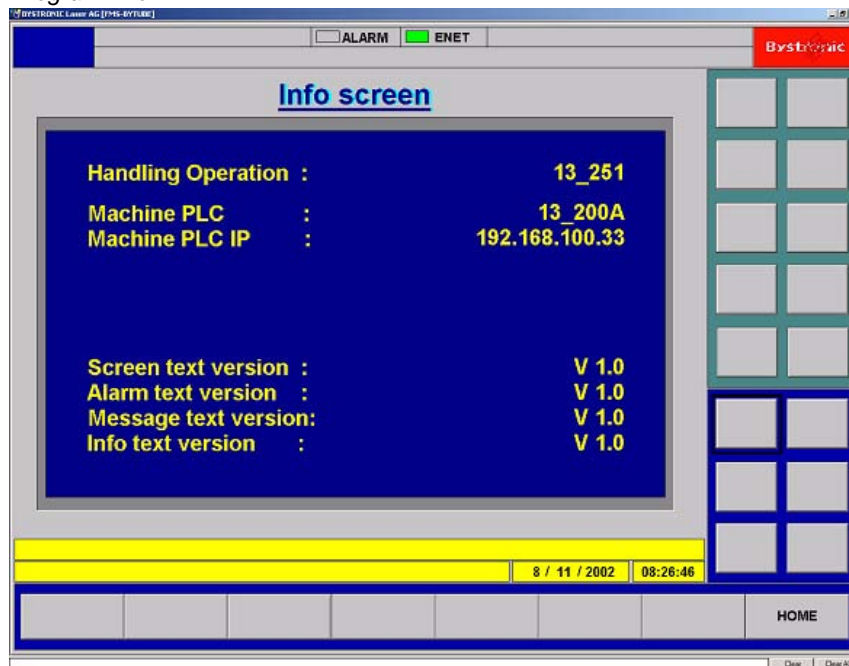 BYSTRONIC Laser AG [FMS-BYTUBE]
ALARM ENET
Bystronic
Info screen
Handling Operation : 13_251
Machine PLC : 13_200A
Machine PLC IP : 192.168.100.33
Screen text version : V 1.0
Alarm text version : V 1.0
Message text version: V 1.0
Info text version : V 1.0
8 / 11 / 2002 08:26:46
HOME
Clear